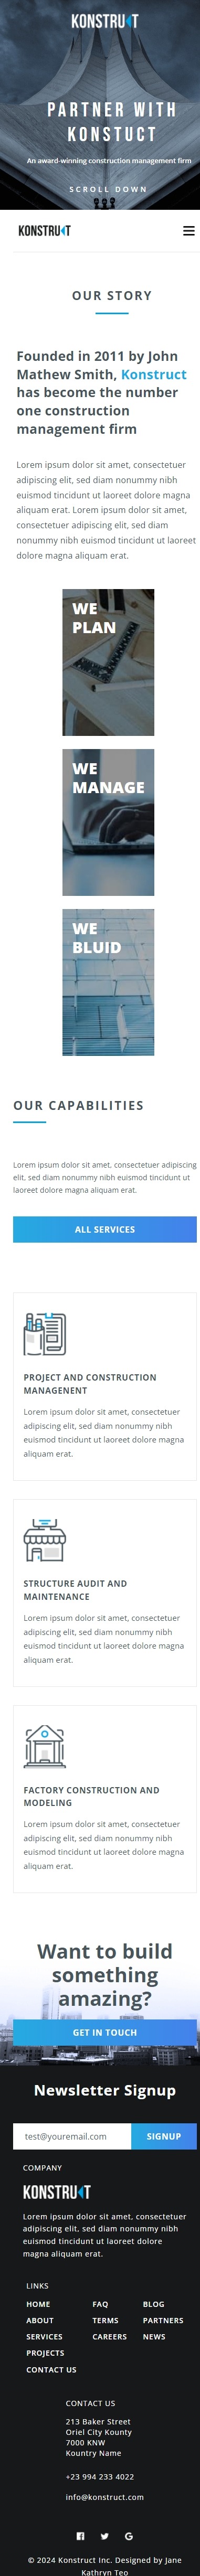 KONSTRUKT
PARTNER WITH
KONSTUCT
An award-winning construction management firm
SCROLL DOWN
KONSTRUKT
OUR STORY
Founded in 2011 by John
Mathew Smith, Konstruct
has become the number
one construction
management firm
Lorem ipsum dolor sit amet, consectetuer
adipiscing elit, sed diam nonummy nibh
euismod tincidunt ut laoreet dolore magna
aliquam erat. Lorem ipsum dolor sit amet,
consectetuer adipiscing elit, sed diam
nonummy nibh euismod tincidunt ut laoreet
dolore magna aliquam erat.
WE
PLAN
WE
MANAGE
WE
BLUID
OUR CAPABILITIES
Lorem ipsum dolor sit amet, consectetuer adipiscing
elit, sed diam nonummy nibh euismod tincidunt ut
laoreet dolore magna aliquam erat.
ALL SERVICES
PROJECT AND CONSTRUCTION
MANAGENENT
Lorem ipsum dolor sit amet, consectetuer
adipiscing elit, sed diam nonummy nibh
euismod tincidunt ut laoreet dolore magna
aliquam erat.
STRUCTURE AUDIT AND
MAINTENANCE
Lorem ipsum dolor sit amet, consectetuer
adipiscing elit, sed diam nonummy nibh
euismod tincidunt ut laoreet dolore magna
aliquam erat.
FACTORY CONSTRUCTION AND
MODELING
Lorem ipsum dolor sit amet, consectetuer
adipiscing elit, sed diam nonummy nibh
euismod tincidunt ut laoreet dolore magna
aliquam erat.
Want to build
something
amazing?
GET IN TOUCH
Newsletter Signup
test@youremail.com SIGNUP
COMPANY
KONSTRUKT
Lorem ipsum dolor sit amet, consectetuer
adipiscing elit, sed diam nonummy nibh
euismod tincidunt ut laoreet dolore
magna aliquam erat.
LINKS
HOME FAQ BLOG
ABOUT TERMS PARTNERS
SERVICES CAREERS NEWS
PROJECTS
CONTACT US
CONTACT US
213 Baker Street
Oriel City Kounty
7000 KNW
Kountry Name
+23 994 233 4022
info@konstruct.com
© 2024 Konstruct Inc. Designed by Jane
Kathryn Teo